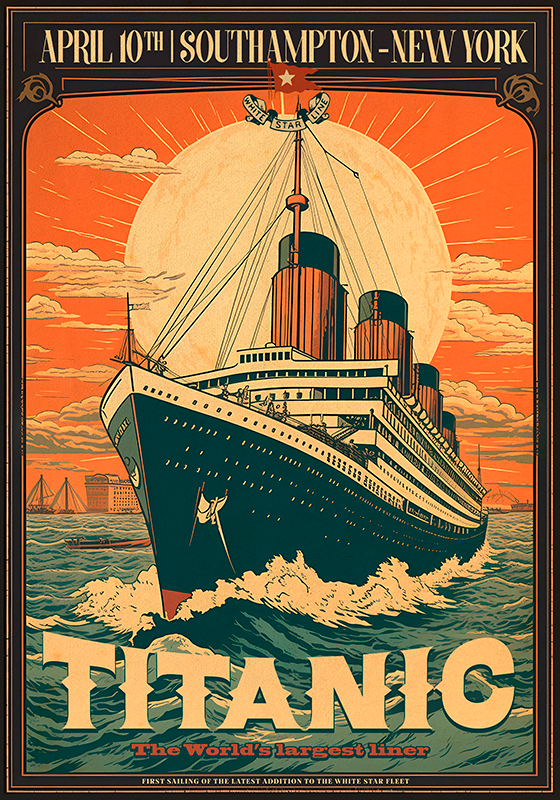 APRIL 10TH | SOUTHAMPTON - NEW YORK
WHITE STAR LINE
TITANIC
The World's largest liner
FIRST SAILING OF THE LATEST ADDITION TO THE WHITE STAR FLEET